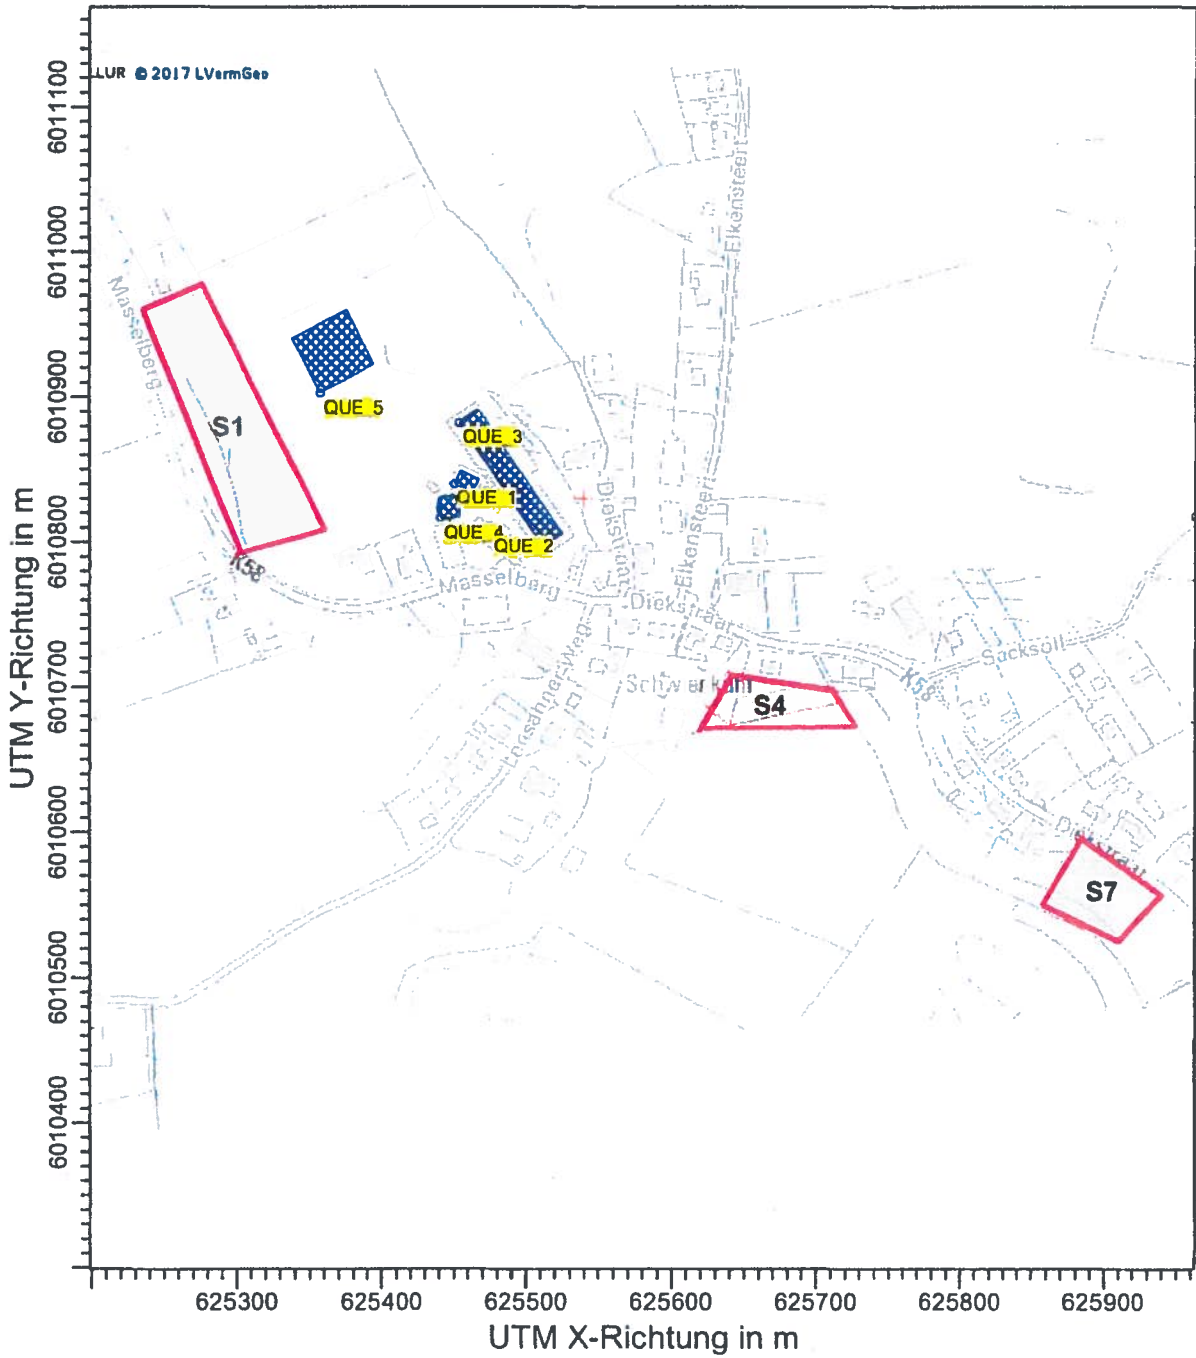 LUR © 2017 LVermGeo
6011100
6011000
6010900
6010800
6010700
6010600
6010500
6010400
UTM Y-Richtung in m
Elkensteert
Masselberg
S1
QUE_5
QUE_3
QUE_1
QUE_4
QUE_2
K58
Masselberg
Diekstraat
Elkensteert
Diekstraat
Sacksoll
K58
Schwienkuhl
S4
Lensahner Weg
Diekstraat
S7
625300
625400
625500
625600
625700
625800
625900
UTM X-Richtung in m